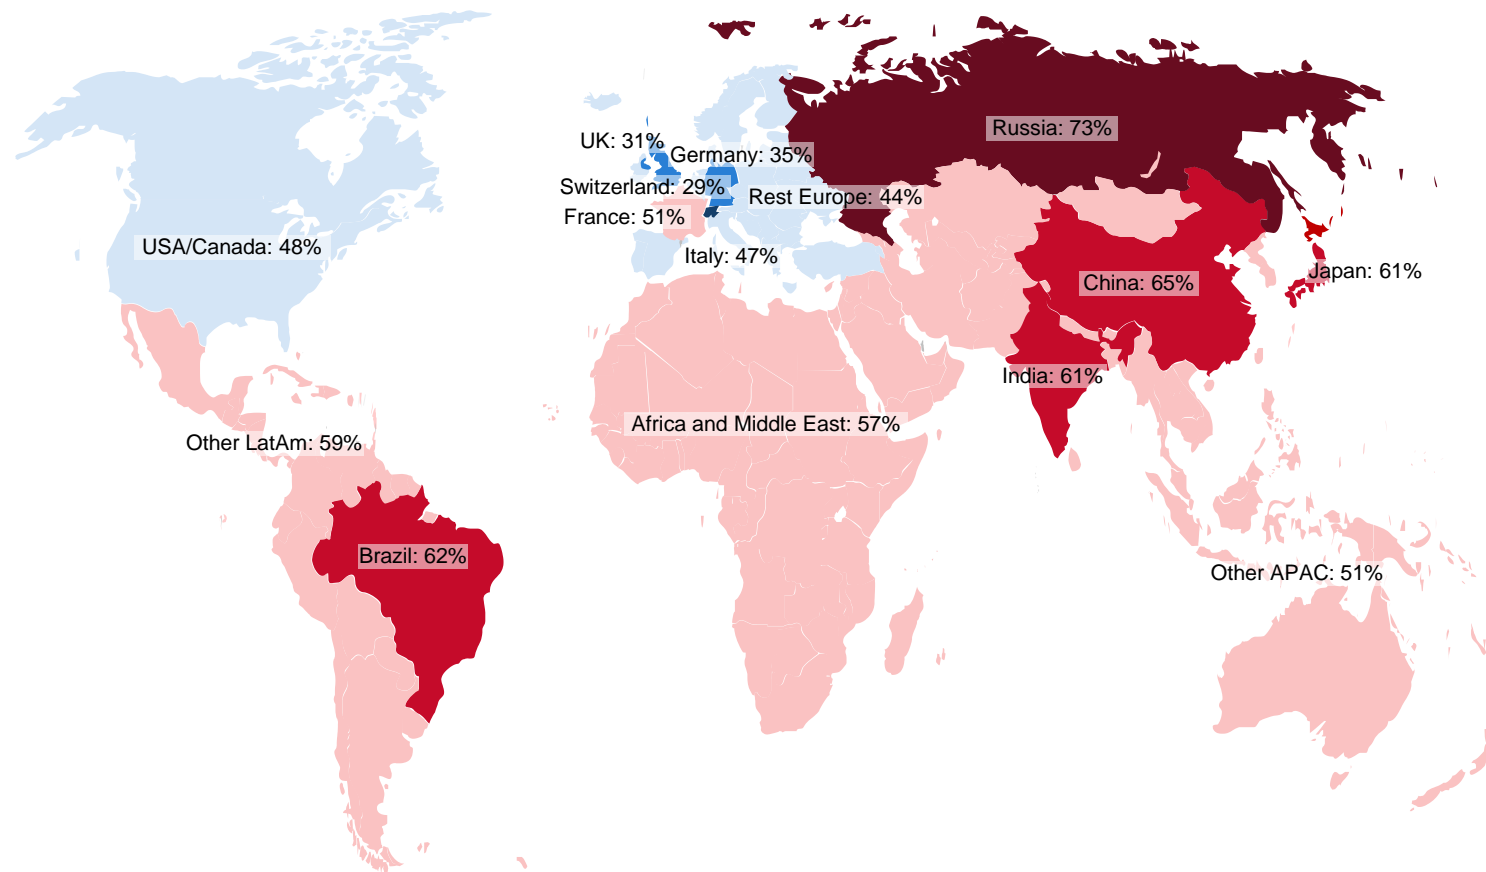 Russia: 73%
UK: 31%
Germany: 35%
Switzerland: 29%
Rest Europe: 44%
France: 51%
USA/Canada: 48%
Italy: 47%
Japan: 61%
China: 65%
India: 61%
Africa and Middle East: 57%
Other LatAm: 59%
Brazil: 62%
Other APAC: 51%